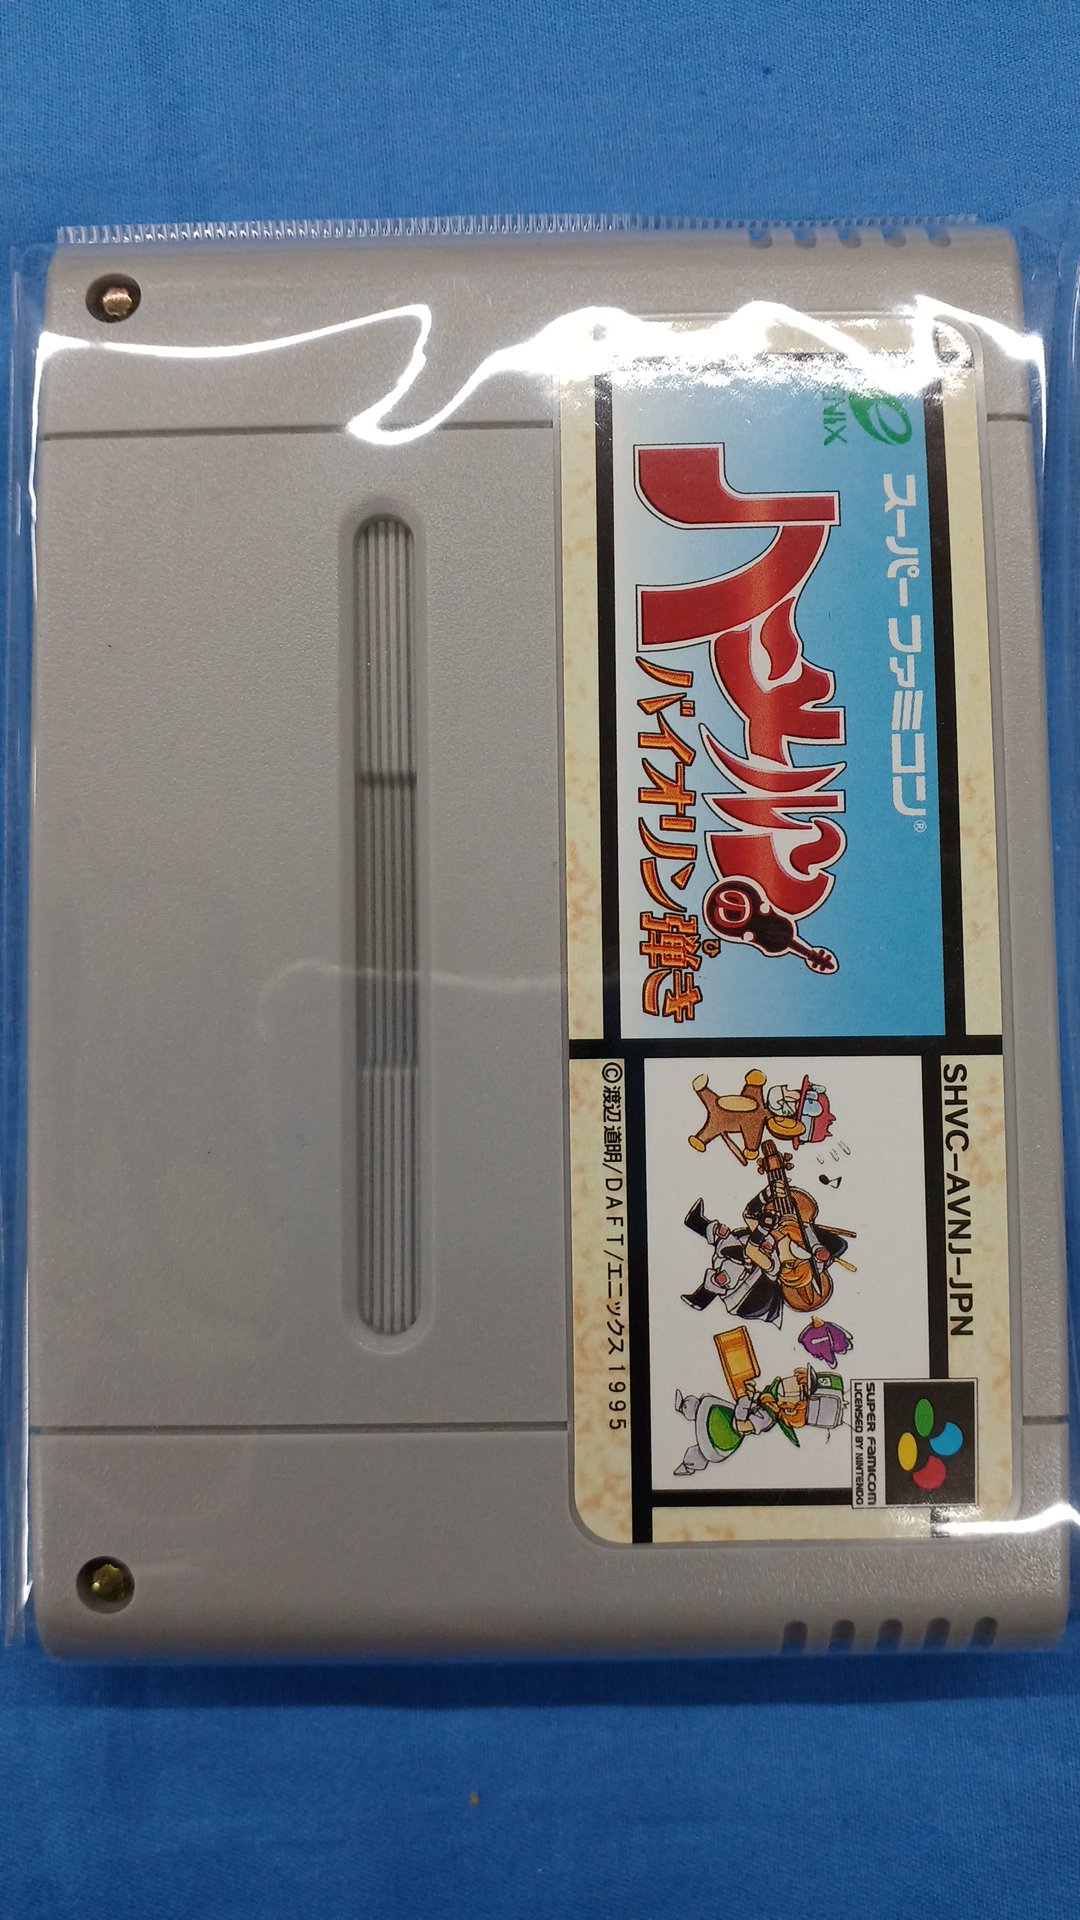 ENIX
スーパーファミコン®
ハーメルの
バイオリン弾き
ひ
SHVC-AVNJ-JPN
SUPER FAMICOM
LICENSED BY NINTENDO
©渡辺道明/DAFT/エニックス1995